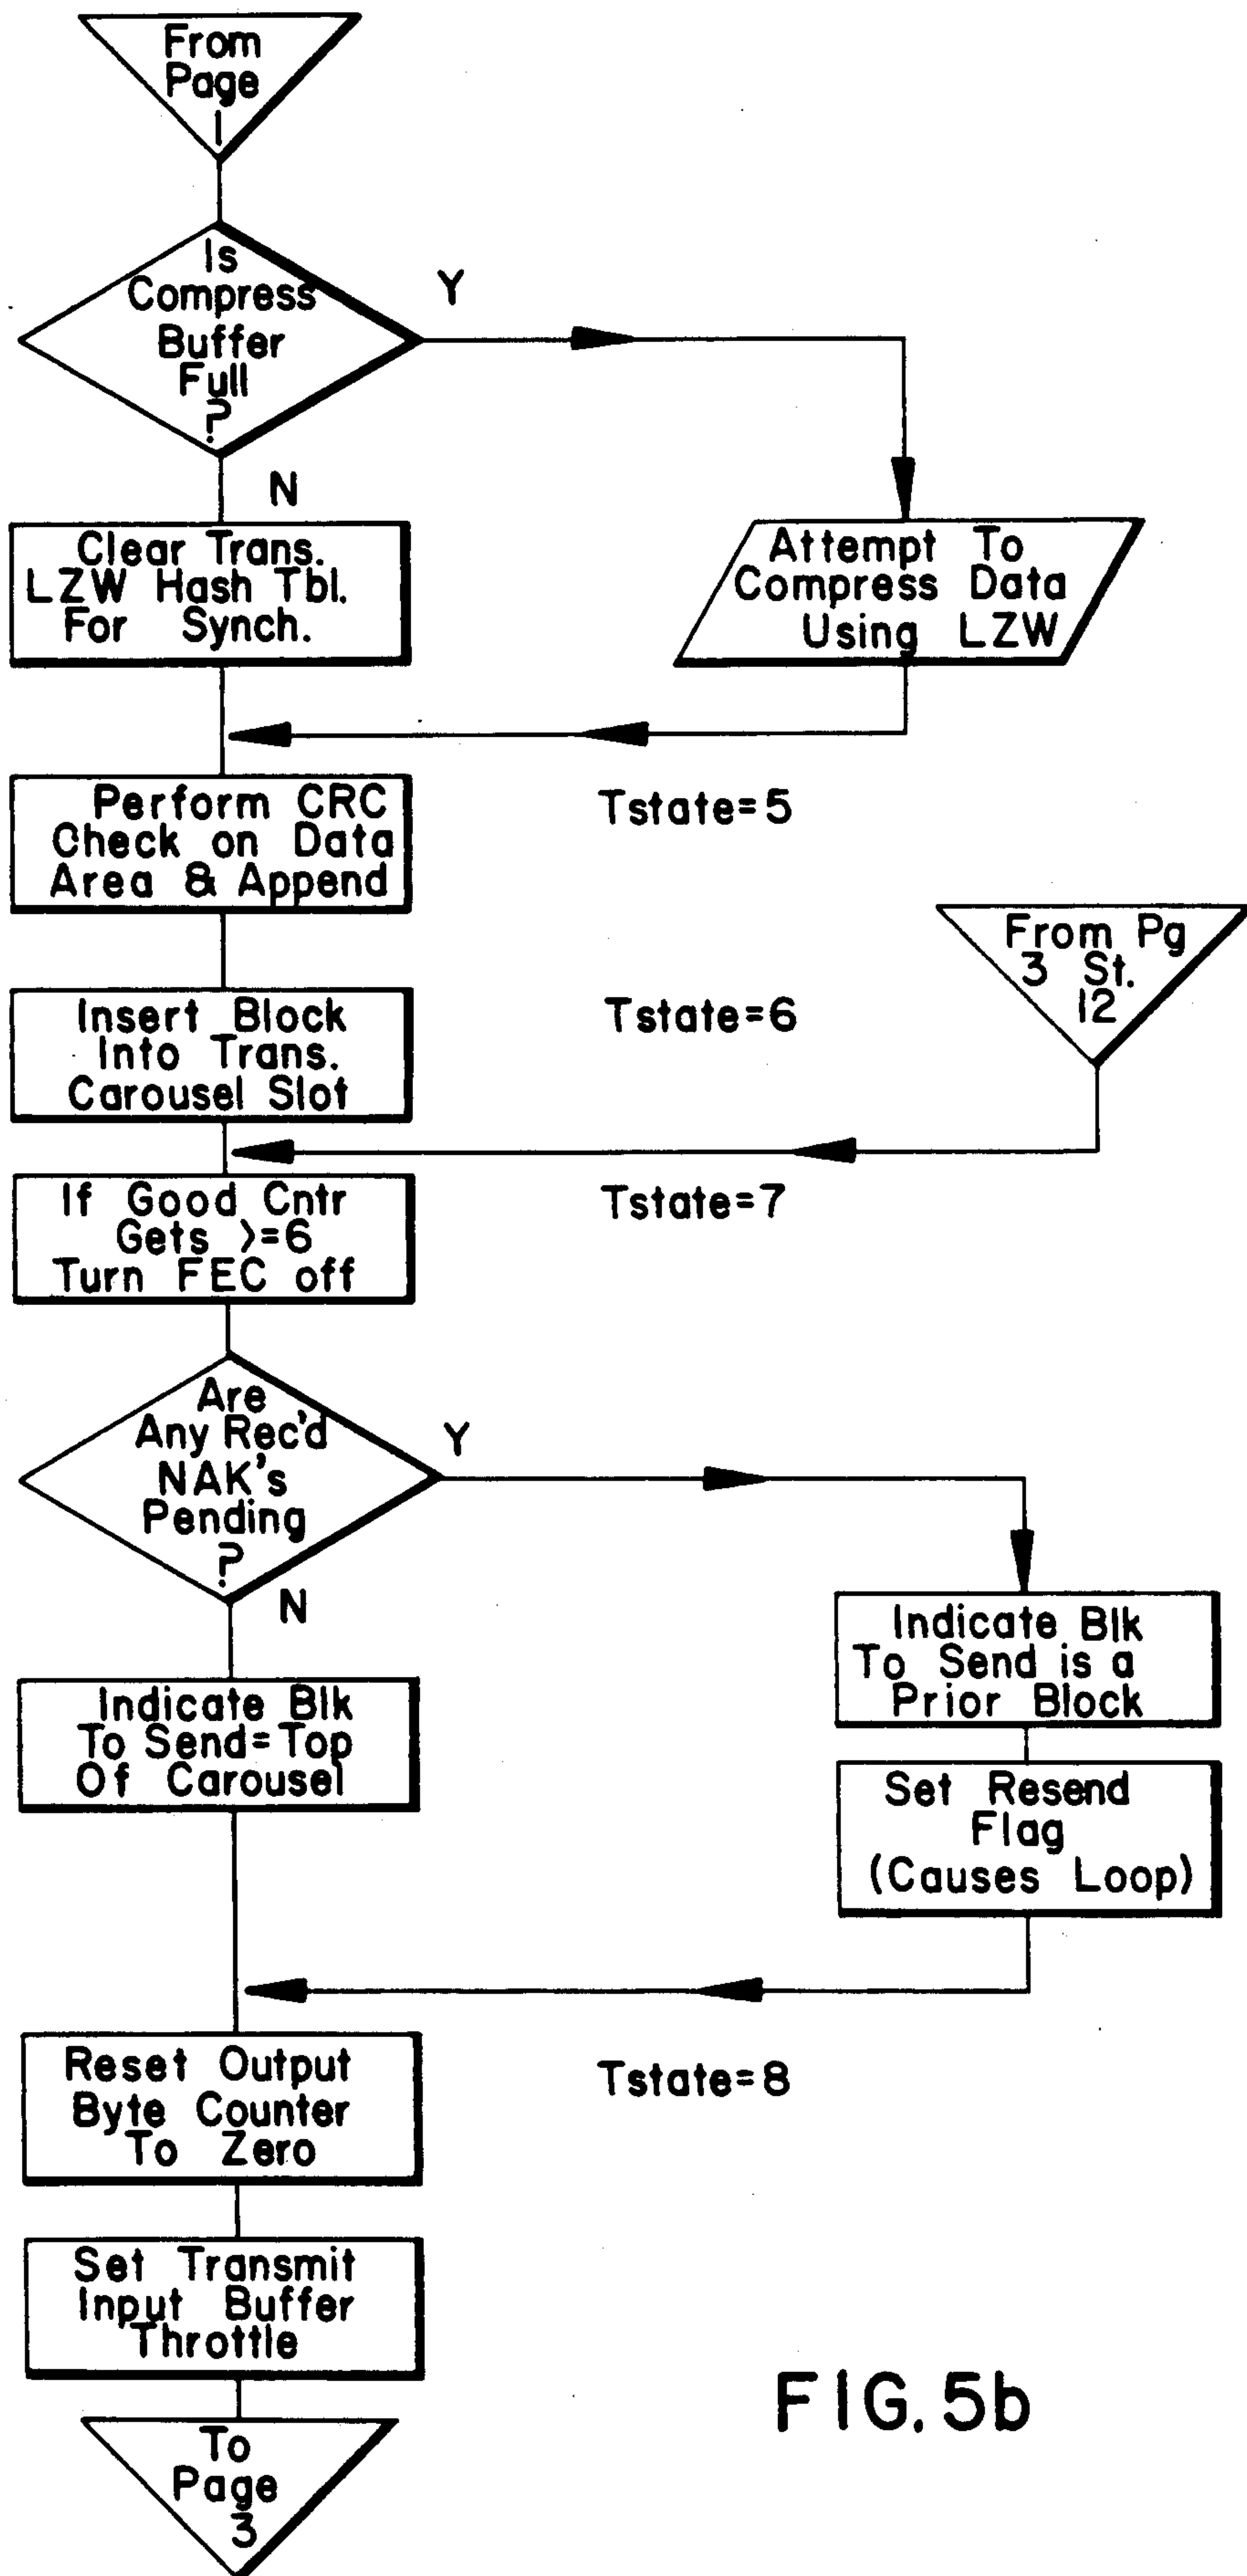 From
Page
1
Is
Compress
Buffer
Full
?
Y
N
Clear Trans.
LZW Hash Tbl.
For Synch.
Attempt To
Compress Data
Using LZW
Perform CRC
Check on Data
Area & Append
Tstate=5
From Pg
3 St.
12
Insert Block
Into Trans.
Carousel Slot
Tstate=6
If Good Cntr
Gets >=6
Turn FEC off
Tstate=7
Are
Any Rec'd
NAK's
Pending
?
Y
N
Indicate Blk
To Send is a
Prior Block
Indicate Blk
To Send=Top
Of Carousel
Set Resend
Flag
(Causes Loop)
Reset Output
Byte Counter
To Zero
Tstate=8
Set Transmit
Input Buffer
Throttle
To
Page
3
FIG. 5b